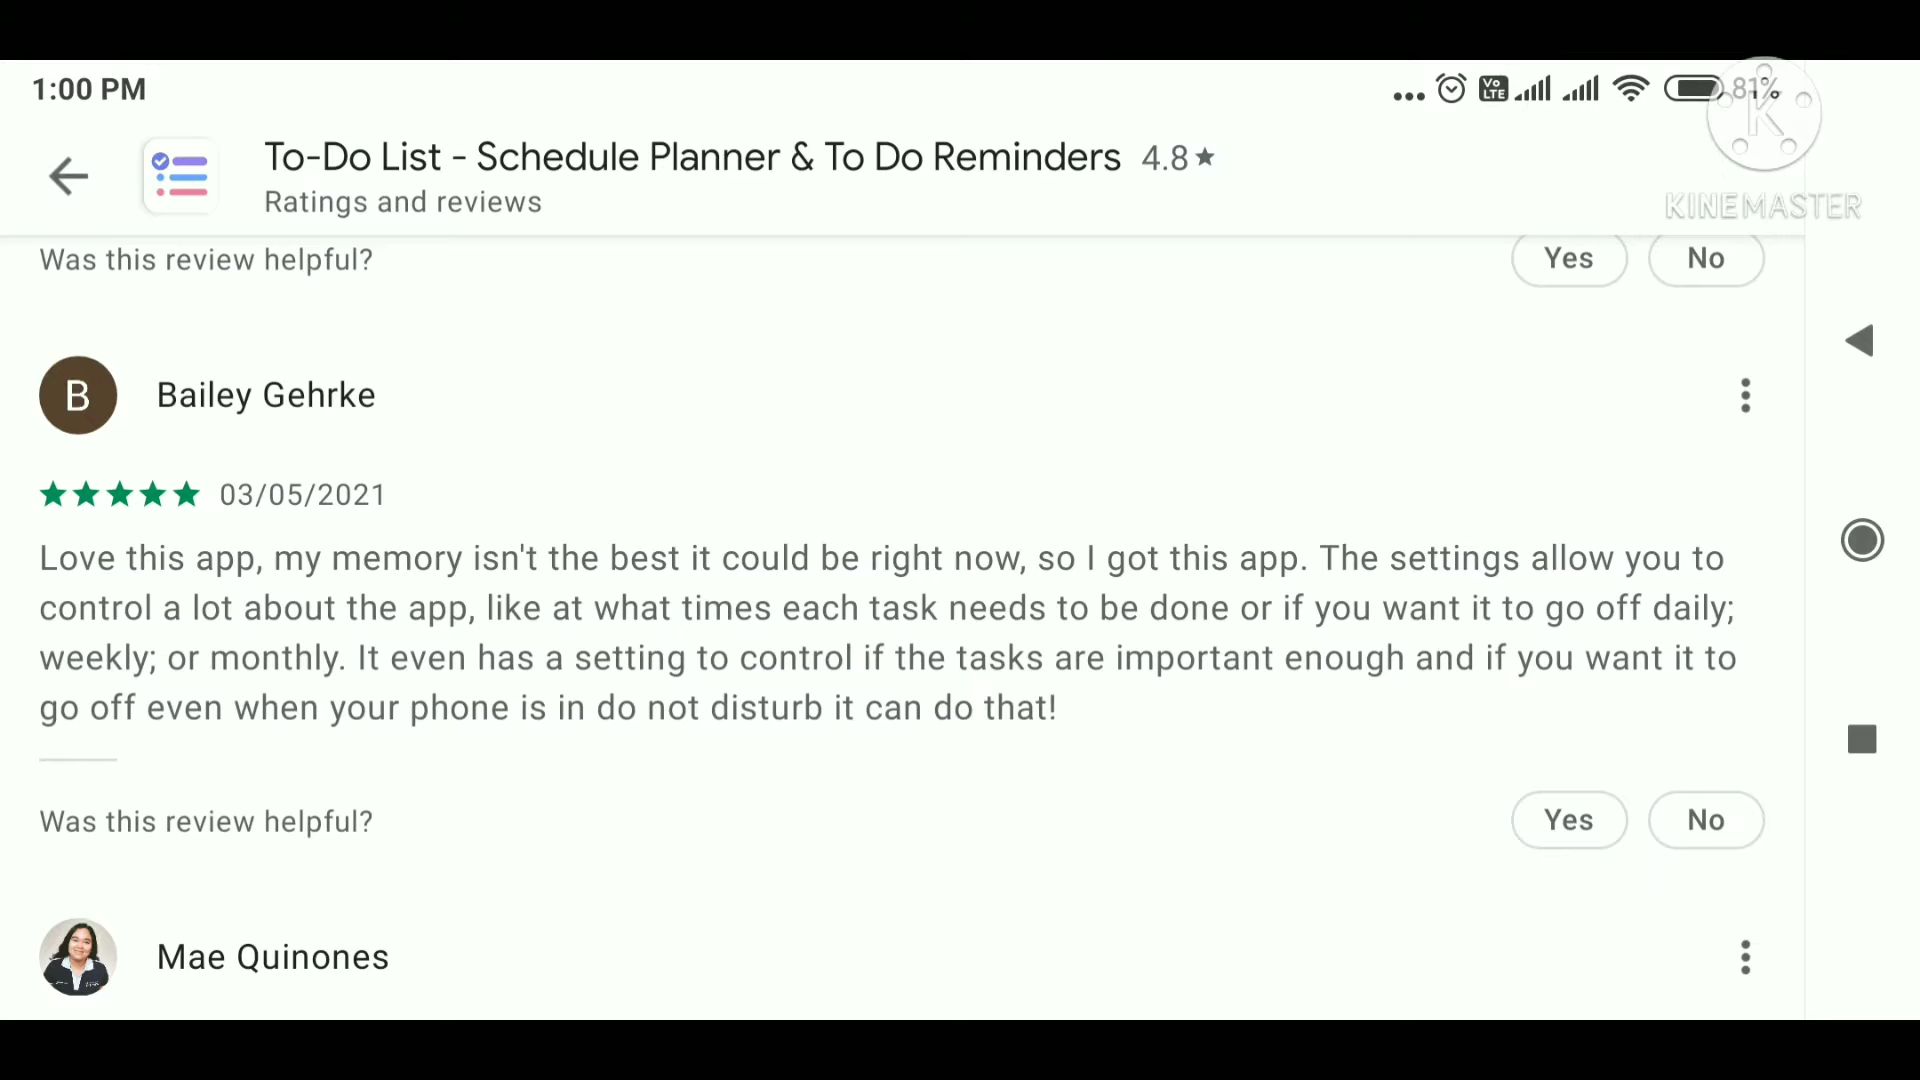 1:00 PM
Vo LTE
81%
K
KINEMASTER
To-Do List - Schedule Planner & To Do Reminders 4.8★
Ratings and reviews
Was this review helpful? Yes No
B Bailey Gehrke
★★★★★ 03/05/2021
Love this app, my memory isn't the best it could be right now, so I got this app. The settings allow you to
control a lot about the app, like at what times each task needs to be done or if you want it to go off daily;
weekly; or monthly. It even has a setting to control if the tasks are important enough and if you want it to
go off even when your phone is in do not disturb it can do that!
Was this review helpful? Yes No
Mae Quinones